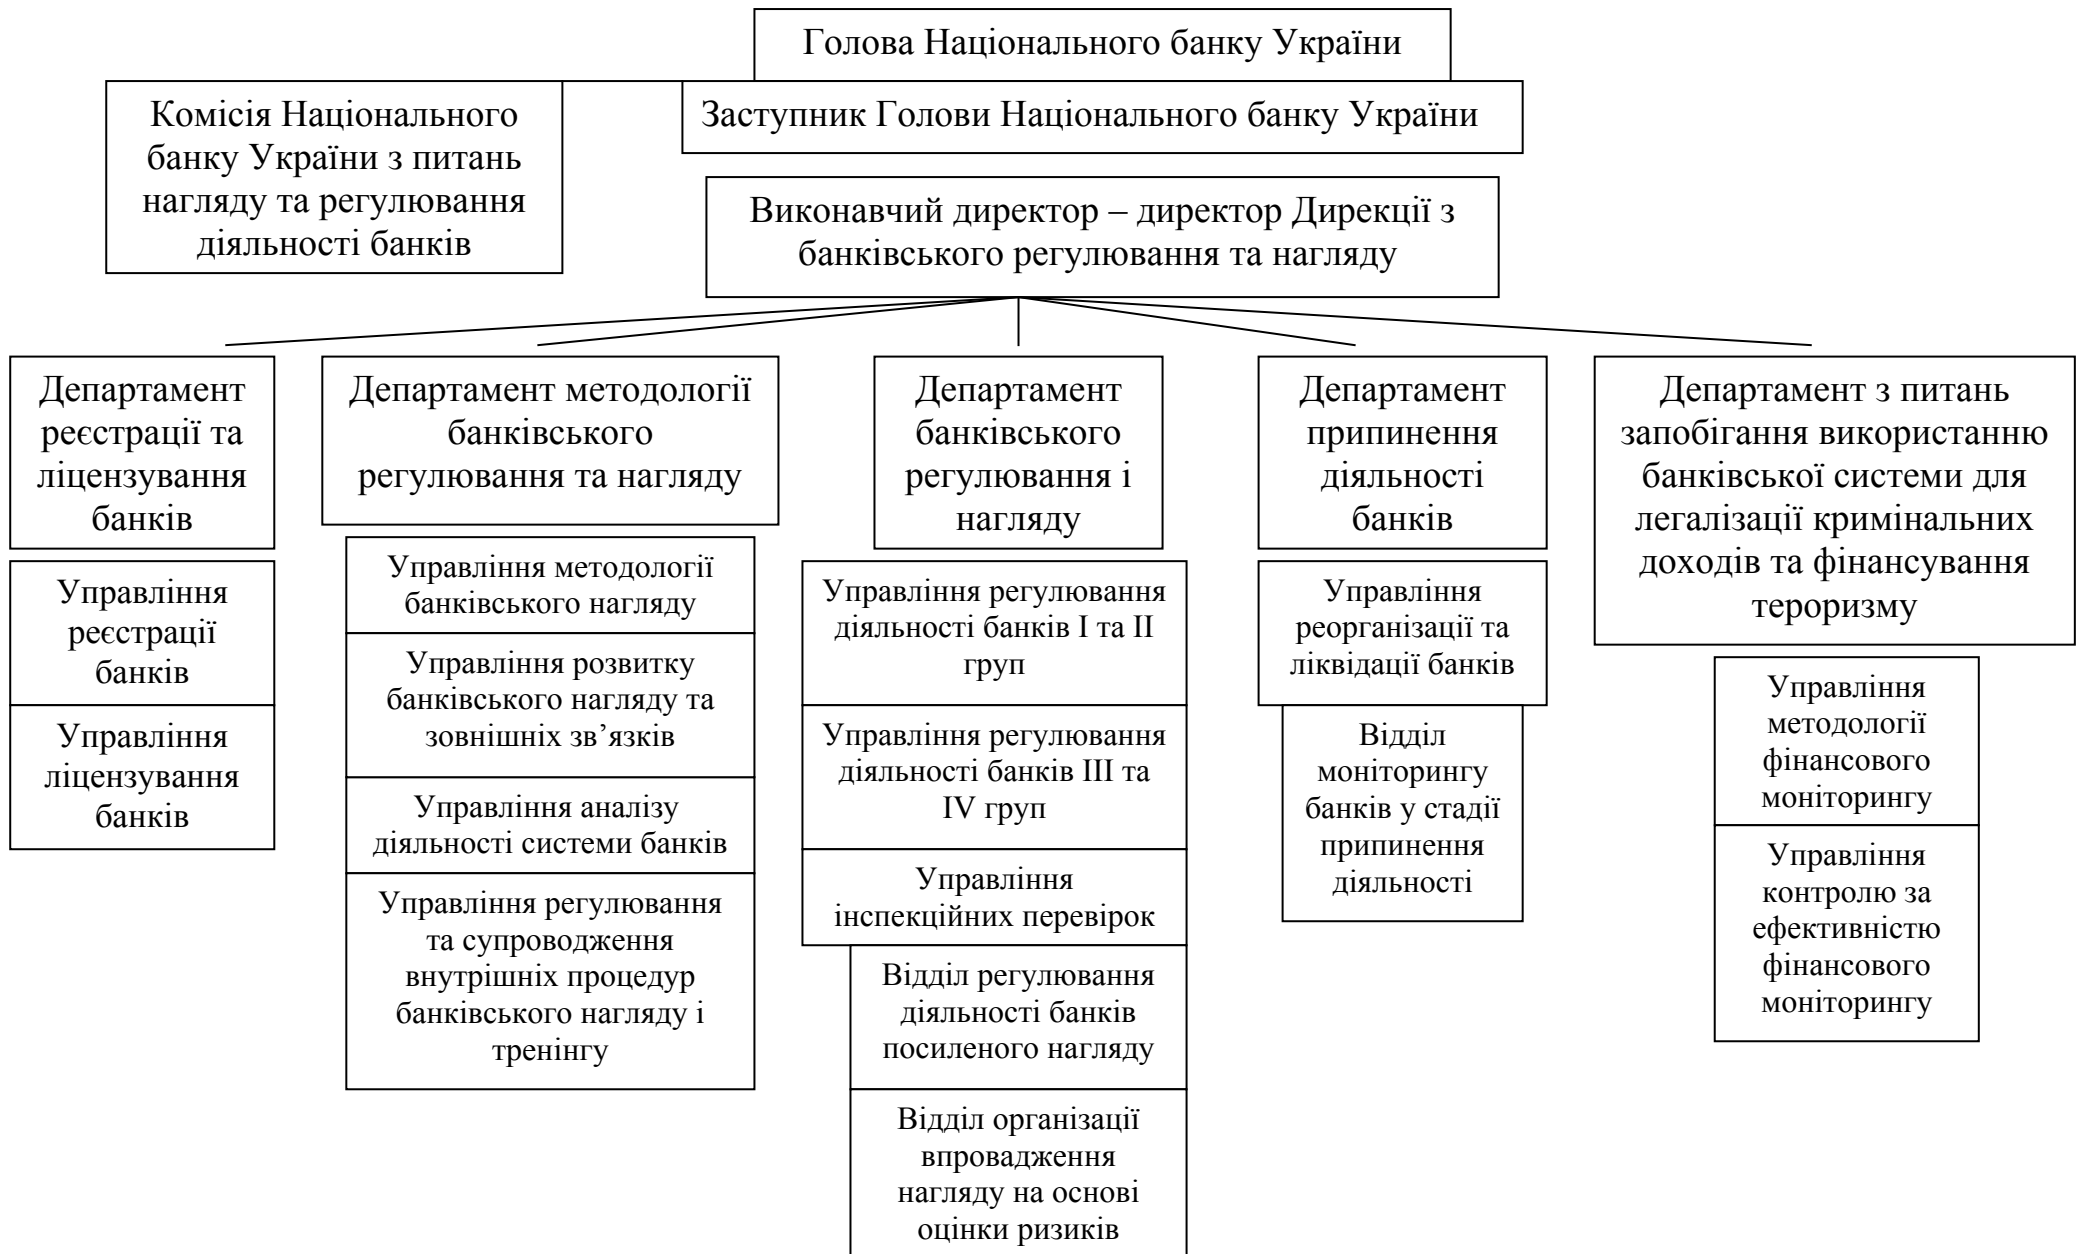 Голова Національного банку України
Комісія Національного
банку України з питань
нагляду та регулювання
діяльності банків
Заступник Голови Національного банку України
Виконавчий директор – директор Дирекції з
банківського регулювання та нагляду
Департамент
реєстрації та
ліцензування
банків
Управління
реєстрації
банків
Управління
ліцензування
банків
Департамент методології
банківського
регулювання та нагляду
Управління методології
банківського нагляду
Управління розвитку
банківського нагляду та
зовнішніх зв’язків
Управління аналізу
діяльності системи банків
Управління регулювання
та супроводження
внутрішніх процедур
банківського нагляду і
тренінгу
Департамент
банківського
регулювання і
нагляду
Управління регулювання
діяльності банків І та ІІ
груп
Управління регулювання
діяльності банків ІІІ та
IV груп
Управління
інспекційних перевірок
Відділ регулювання
діяльності банків
посиленого нагляду
Відділ організації
впровадження
нагляду на основі
оцінки ризиків
Департамент
припинення
діяльності
банків
Управління
реорганізації та
ліквідації банків
Відділ
моніторингу
банків у стадії
припинення
діяльності
Департамент з питань
запобігання використанню
банківської системи для
легалізації кримінальних
доходів та фінансування
тероризму
Управління
методології
фінансового
моніторингу
Управління
контролю за
ефективністю
фінансового
моніторингу